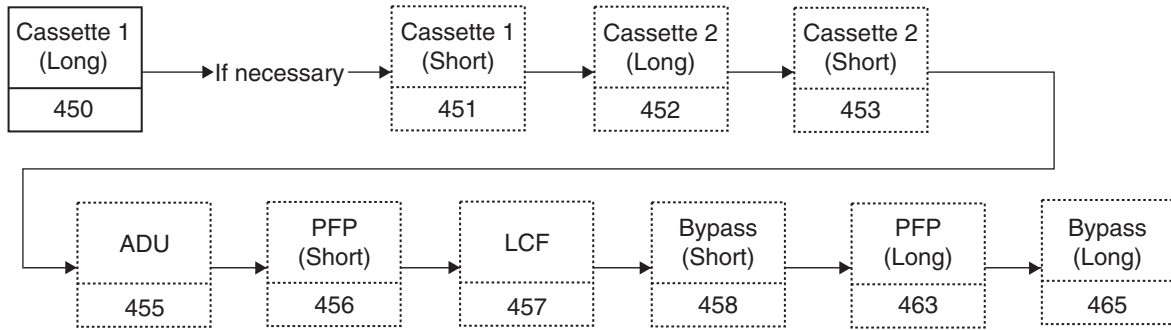 Cassette 1
(Long)
450
If necessary
Cassette 1
(Short)
451
Cassette 2
(Long)
452
Cassette 2
(Short)
453
ADU
455
PFP
(Short)
456
LCF
457
Bypass
(Short)
458
PFP
(Long)
463
Bypass
(Long)
465